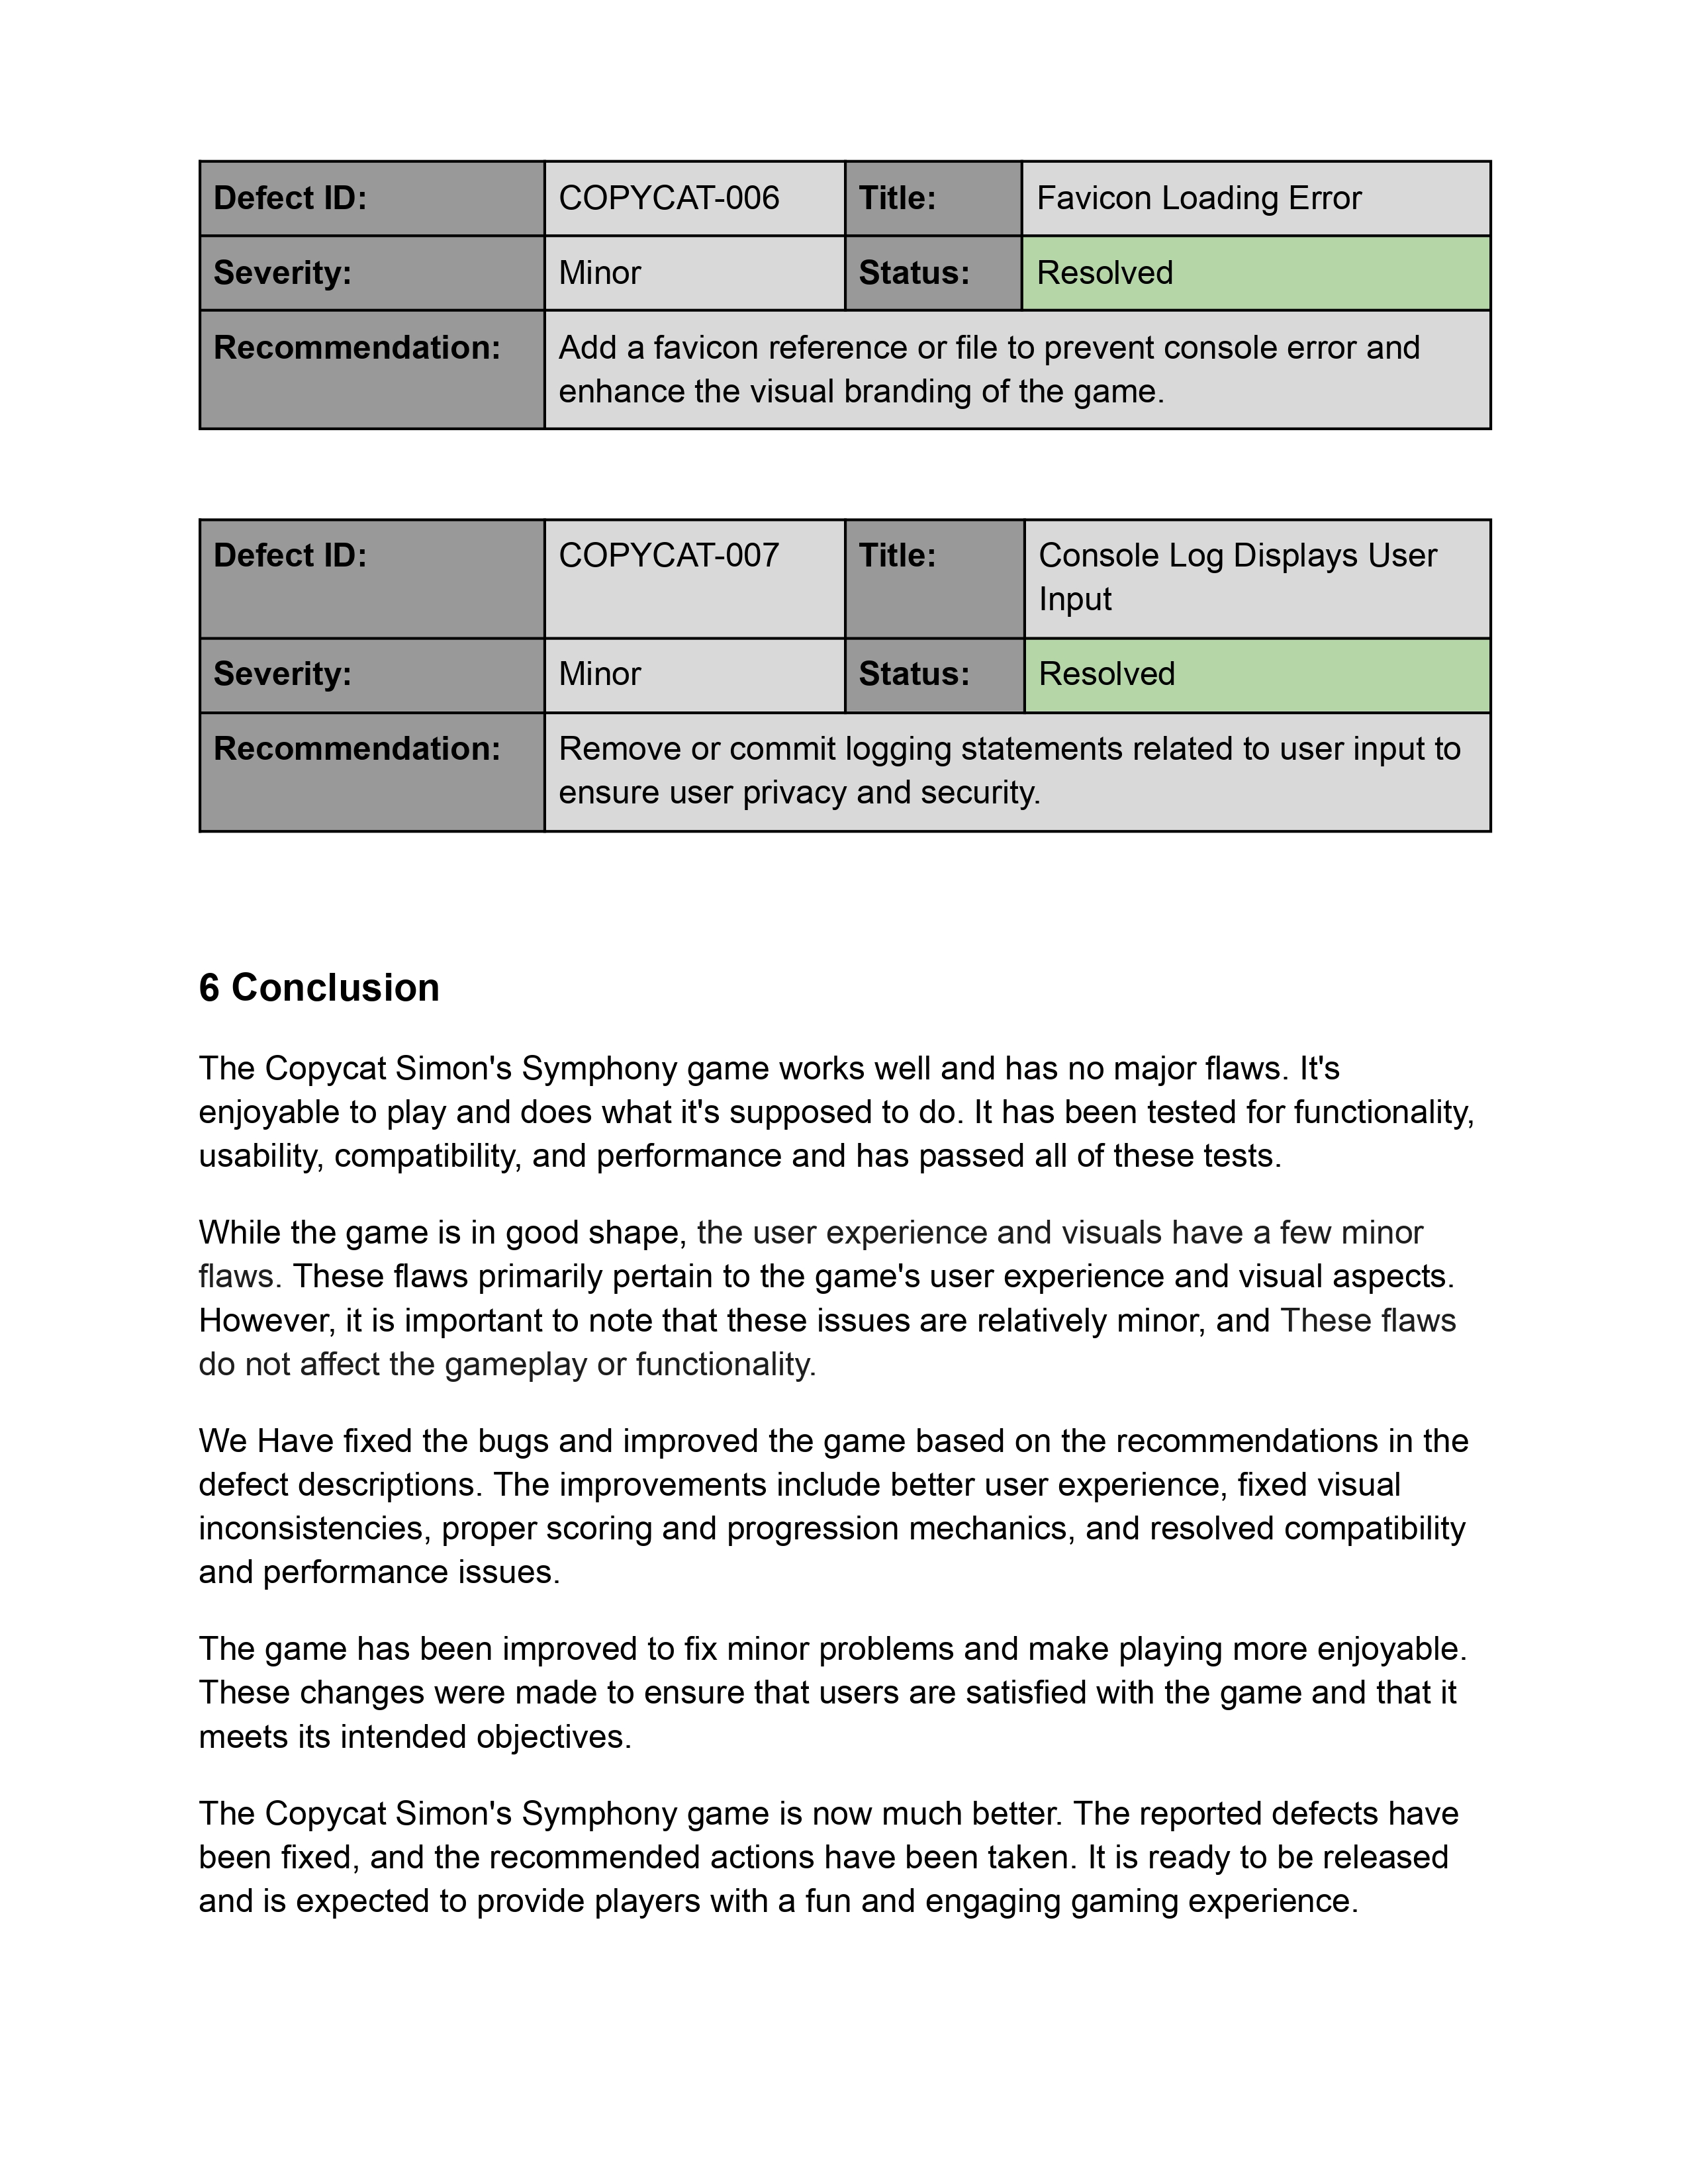 Defect ID: COPYCAT-006 Title: Favicon Loading Error
Severity: Minor Status: Resolved
Recommendation: Add a favicon reference or file to prevent console error and
enhance the visual branding of the game.
Defect ID: COPYCAT-007 Title: Console Log Displays User
Input
Severity: Minor Status: Resolved
Recommendation: Remove or commit logging statements related to user input to
ensure user privacy and security.
6 Conclusion
The Copycat Simon's Symphony game works well and has no major flaws. It's
enjoyable to play and does what it's supposed to do. It has been tested for functionality,
usability, compatibility, and performance and has passed all of these tests.
While the game is in good shape, the user experience and visuals have a few minor
flaws. These flaws primarily pertain to the game's user experience and visual aspects.
However, it is important to note that these issues are relatively minor, and These flaws
do not affect the gameplay or functionality.
We Have fixed the bugs and improved the game based on the recommendations in the
defect descriptions. The improvements include better user experience, fixed visual
inconsistencies, proper scoring and progression mechanics, and resolved compatibility
and performance issues.
The game has been improved to fix minor problems and make playing more enjoyable.
These changes were made to ensure that users are satisfied with the game and that it
meets its intended objectives.
The Copycat Simon's Symphony game is now much better. The reported defects have
been fixed, and the recommended actions have been taken. It is ready to be released
and is expected to provide players with a fun and engaging gaming experience.